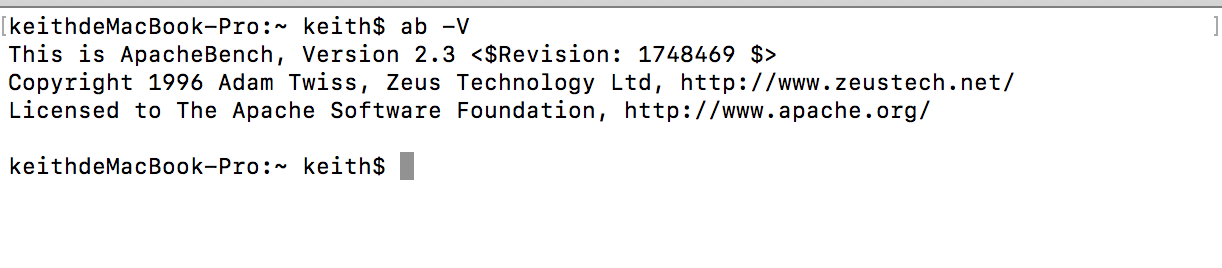 [keithdeMacBook-Pro:~ keith$ ab -V ]
This is ApacheBench, Version 2.3 <$Revision: 1748469 $>
Copyright 1996 Adam Twiss, Zeus Technology Ltd, http://www.zeustech.net/
Licensed to The Apache Software Foundation, http://www.apache.org/
keithdeMacBook-Pro:~ keith$